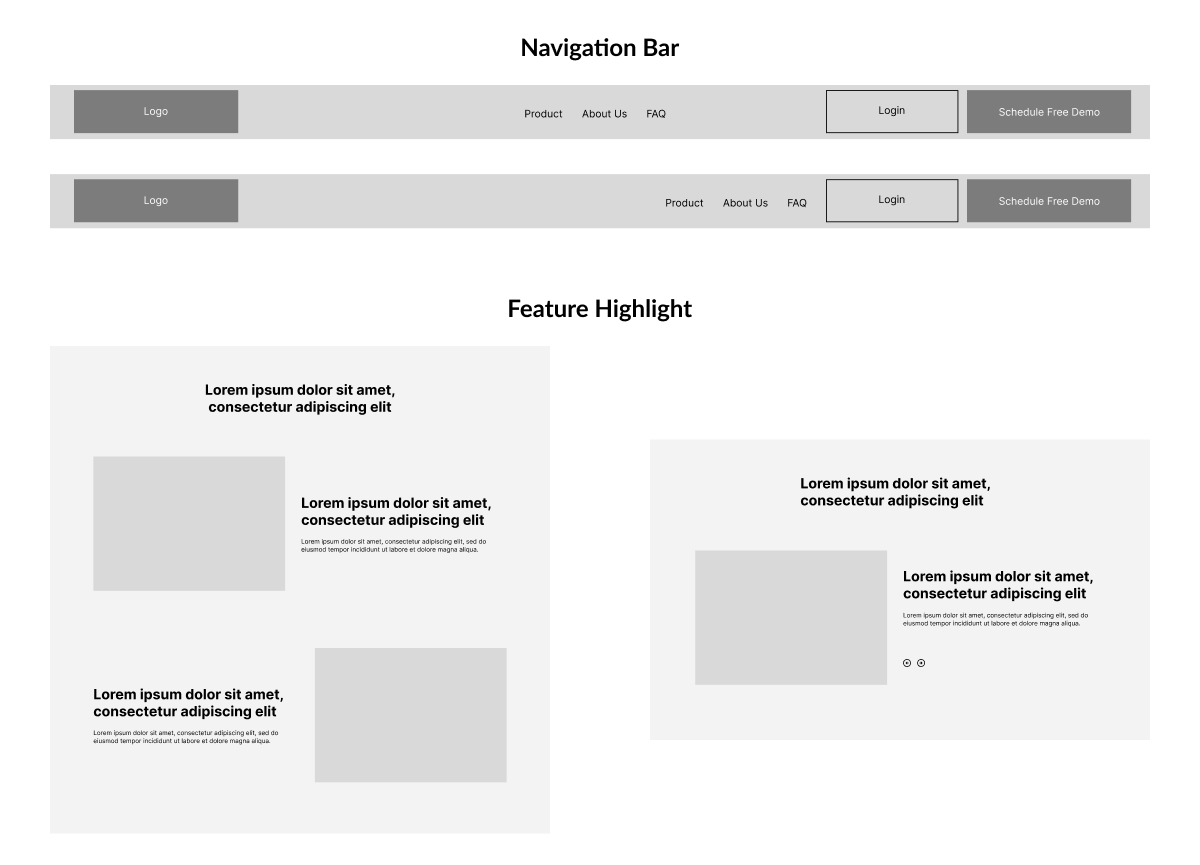 Navigation Bar
Logo
Product About Us FAQ
Login
Schedule Free Demo
Logo
Product About Us FAQ
Login
Schedule Free Demo
Feature Highlight
Lorem ipsum dolor sit amet,
consectetur adipiscing elit
Lorem ipsum dolor sit amet,
consectetur adipiscing elit
Lorem ipsum dolor sit amet, consectetur adipiscing elit, sed do
eiusmod tempor incididunt ut labore et dolore magna aliqua.
Lorem ipsum dolor sit amet,
consectetur adipiscing elit
Lorem ipsum dolor sit amet, consectetur adipiscing elit, sed do
eiusmod tempor incididunt ut labore et dolore magna aliqua.
Lorem ipsum dolor sit amet,
consectetur adipiscing elit
Lorem ipsum dolor sit amet,
consectetur adipiscing elit
Lorem ipsum dolor sit amet, consectetur adipiscing elit, sed do
eiusmod tempor incididunt ut labore et dolore magna aliqua.